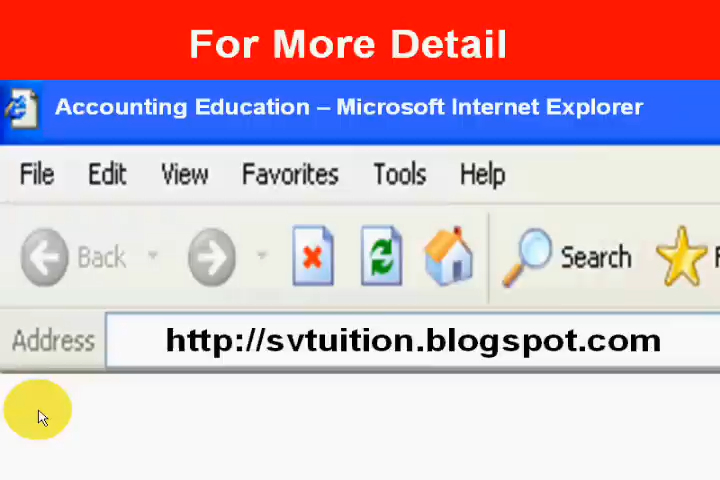 For More Detail
Accounting Education – Microsoft Internet Explorer
File Edit View Favorites Tools Help
Back Search F
Address http://svtuition.blogspot.com